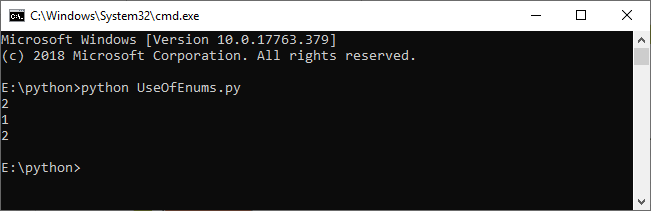 C:\Windows\System32\cmd.exe
Microsoft Windows [Version 10.0.17763.379]
(c) 2018 Microsoft Corporation. All rights reserved.
E:\python>python UseOfEnums.py
2
1
2
E:\python>